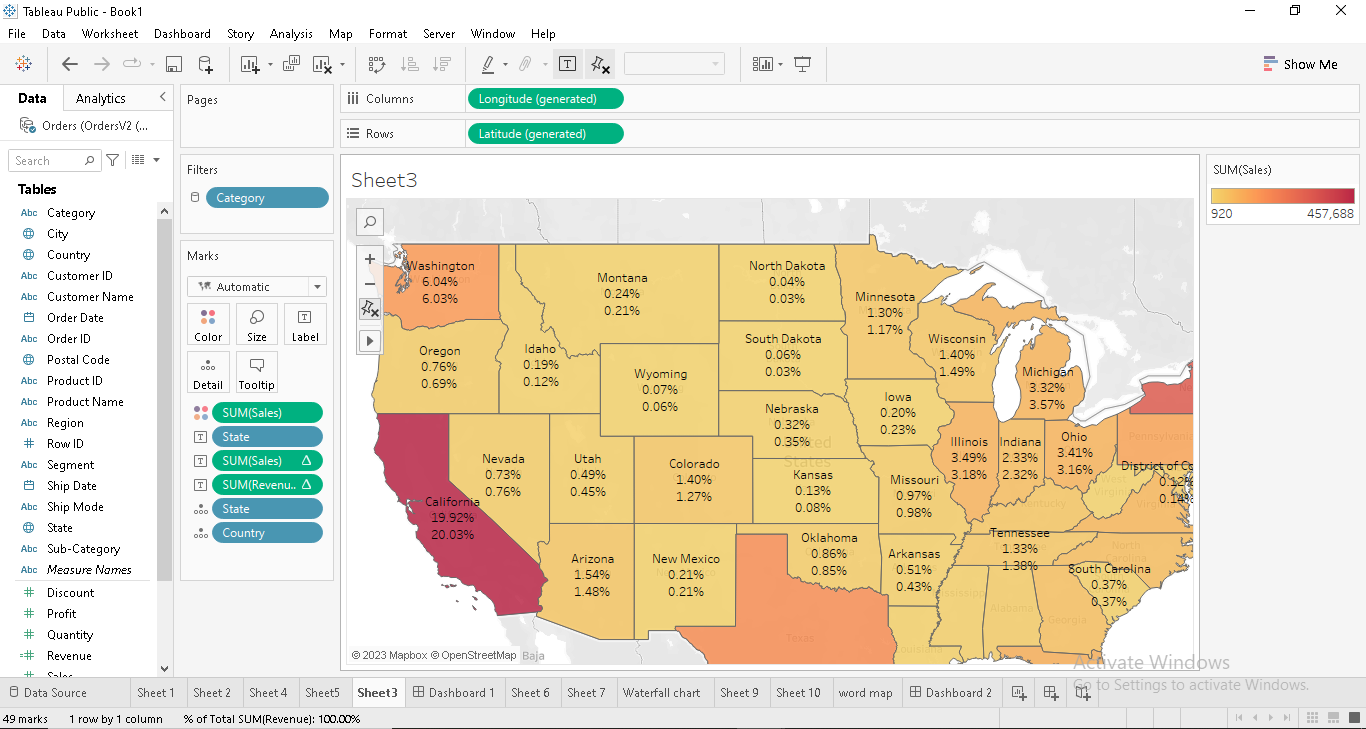 Tableau Public - Book1
File Data Worksheet Dashboard Story Analysis Map Format Server Window Help
Show Me
Data Analytics
Orders (OrdersV2 (...
Search
Tables
Abc Category
City
Country
Abc Customer ID
Abc Customer Name
Order Date
Order ID
Postal Code
Abc Product ID
Abc Product Name
Abc Region
Row ID
Abc Segment
Ship Date
Abc Ship Mode
State
Abc Sub-Category
Abc Measure Names
Discount
Profit
Quantity
Revenue
Sales
Pages
Filters
Category
Marks
Automatic
Color Size Label
Detail Tooltip
SUM(Sales)
State
SUM(Sales)
SUM(Revenu..
State
Country
Columns Longitude (generated)
Rows Latitude (generated)
Sheet3
Washington
6.04%
6.03%
Montana
0.24%
0.21%
North Dakota
0.04%
0.03%
Minnesota
1.30%
1.17%
Oregon
0.76%
0.69%
Idaho
0.19%
0.12%
Wyoming
0.07%
0.06%
South Dakota
0.06%
0.03%
Wisconsin
1.40%
1.49%
Michigan
3.32%
3.57%
Nebraska
0.32%
0.35%
Iowa
0.20%
0.23%
United
States
Illinois
3.49%
3.18%
Indiana
2.33%
2.32%
Ohio
3.41%
3.16%
Pennsylvania
Nevada
0.73%
0.76%
Utah
0.49%
0.45%
Colorado
1.40%
1.27%
Kansas
0.13%
0.08%
Missouri
0.97%
0.98%
District of Co
0.12%
0.14%
West
Virginia
California
19.92%
20.03%
Arizona
1.54%
1.48%
New Mexico
0.21%
0.21%
Oklahoma
0.86%
0.85%
Arkansas
0.51%
0.43%
Tennessee
1.33%
1.38%
North
Carolina
South Carolina
0.37%
0.37%
Alabama
Georgia
Texas
© 2023 Mapbox © OpenStreetMap Baja
SUM(Sales)
920 457,688
Activate Windows
Go to Settings to activate Windows.
Data Source Sheet 1 Sheet 2 Sheet 4 Sheet5 Sheet3 Dashboard 1 Sheet 6 Sheet 7 Waterfall chart Sheet 9 Sheet 10 word map Dashboard 2
49 marks 1 row by 1 column % of Total SUM(Revenue): 100.00%